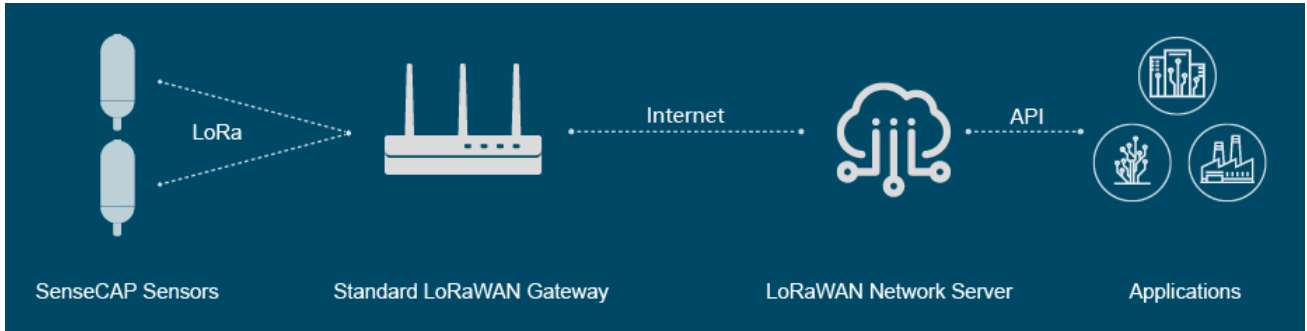 LoRa
Internet
API
SenseCAP Sensors
Standard LoRaWAN Gateway
LoRaWAN Network Server
Applications